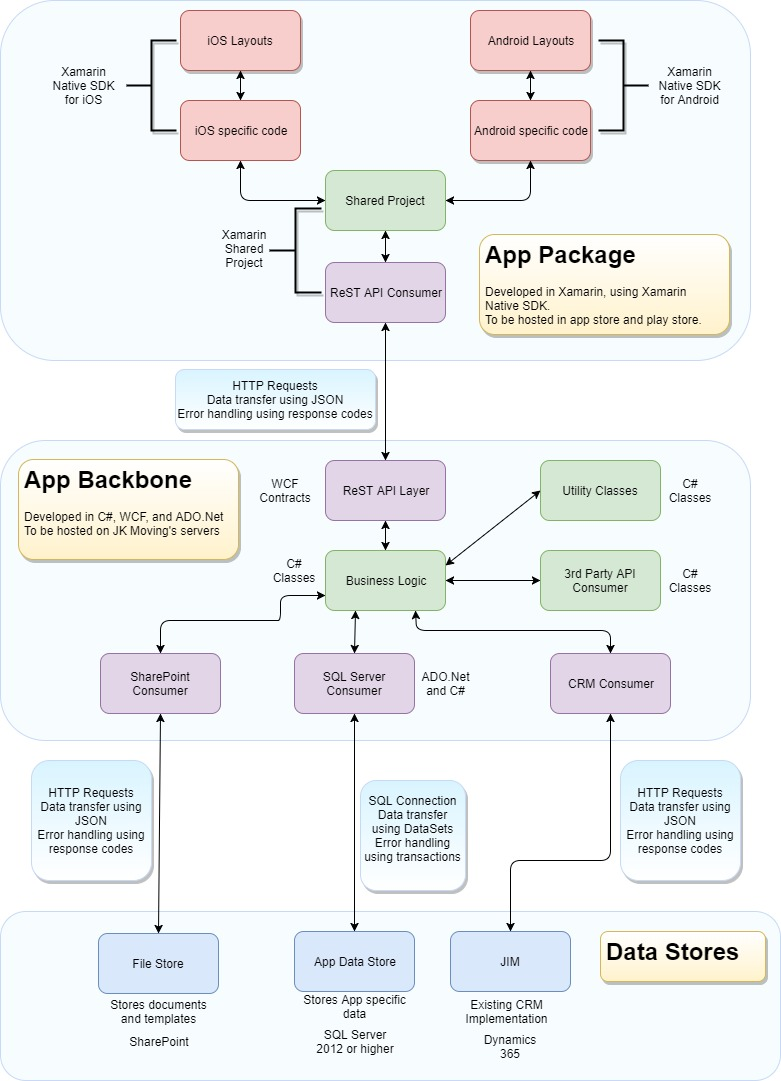 iOS Layouts
Android Layouts
Xamarin
Native SDK
for iOS
Xamarin
Native SDK
for Android
iOS specific code
Android specific code
Shared Project
Xamarin
Shared
Project
App Package
Developed in Xamarin, using Xamarin
Native SDK.
To be hosted in app store and play store.
ReST API Consumer
HTTP Requests
Data transfer using JSON
Error handling using response codes
App Backbone
Developed in C#, WCF, and ADO.Net
To be hosted on JK Moving's servers
WCF
Contracts
ReST API Layer
Utility Classes
C#
Classes
C#
Classes
Business Logic
3rd Party API
Consumer
C#
Classes
SharePoint
Consumer
SQL Server
Consumer
ADO.Net
and C#
CRM Consumer
HTTP Requests
Data transfer using
JSON
Error handling using
response codes
SQL Connection
Data transfer
using DataSets
Error handling
using transactions
HTTP Requests
Data transfer using
JSON
Error handling using
response codes
File Store
App Data Store
JIM
Data Stores
Stores documents
and templates
SharePoint
Stores App specific
data
SQL Server
2012 or higher
Existing CRM
Implementation
Dynamics
365